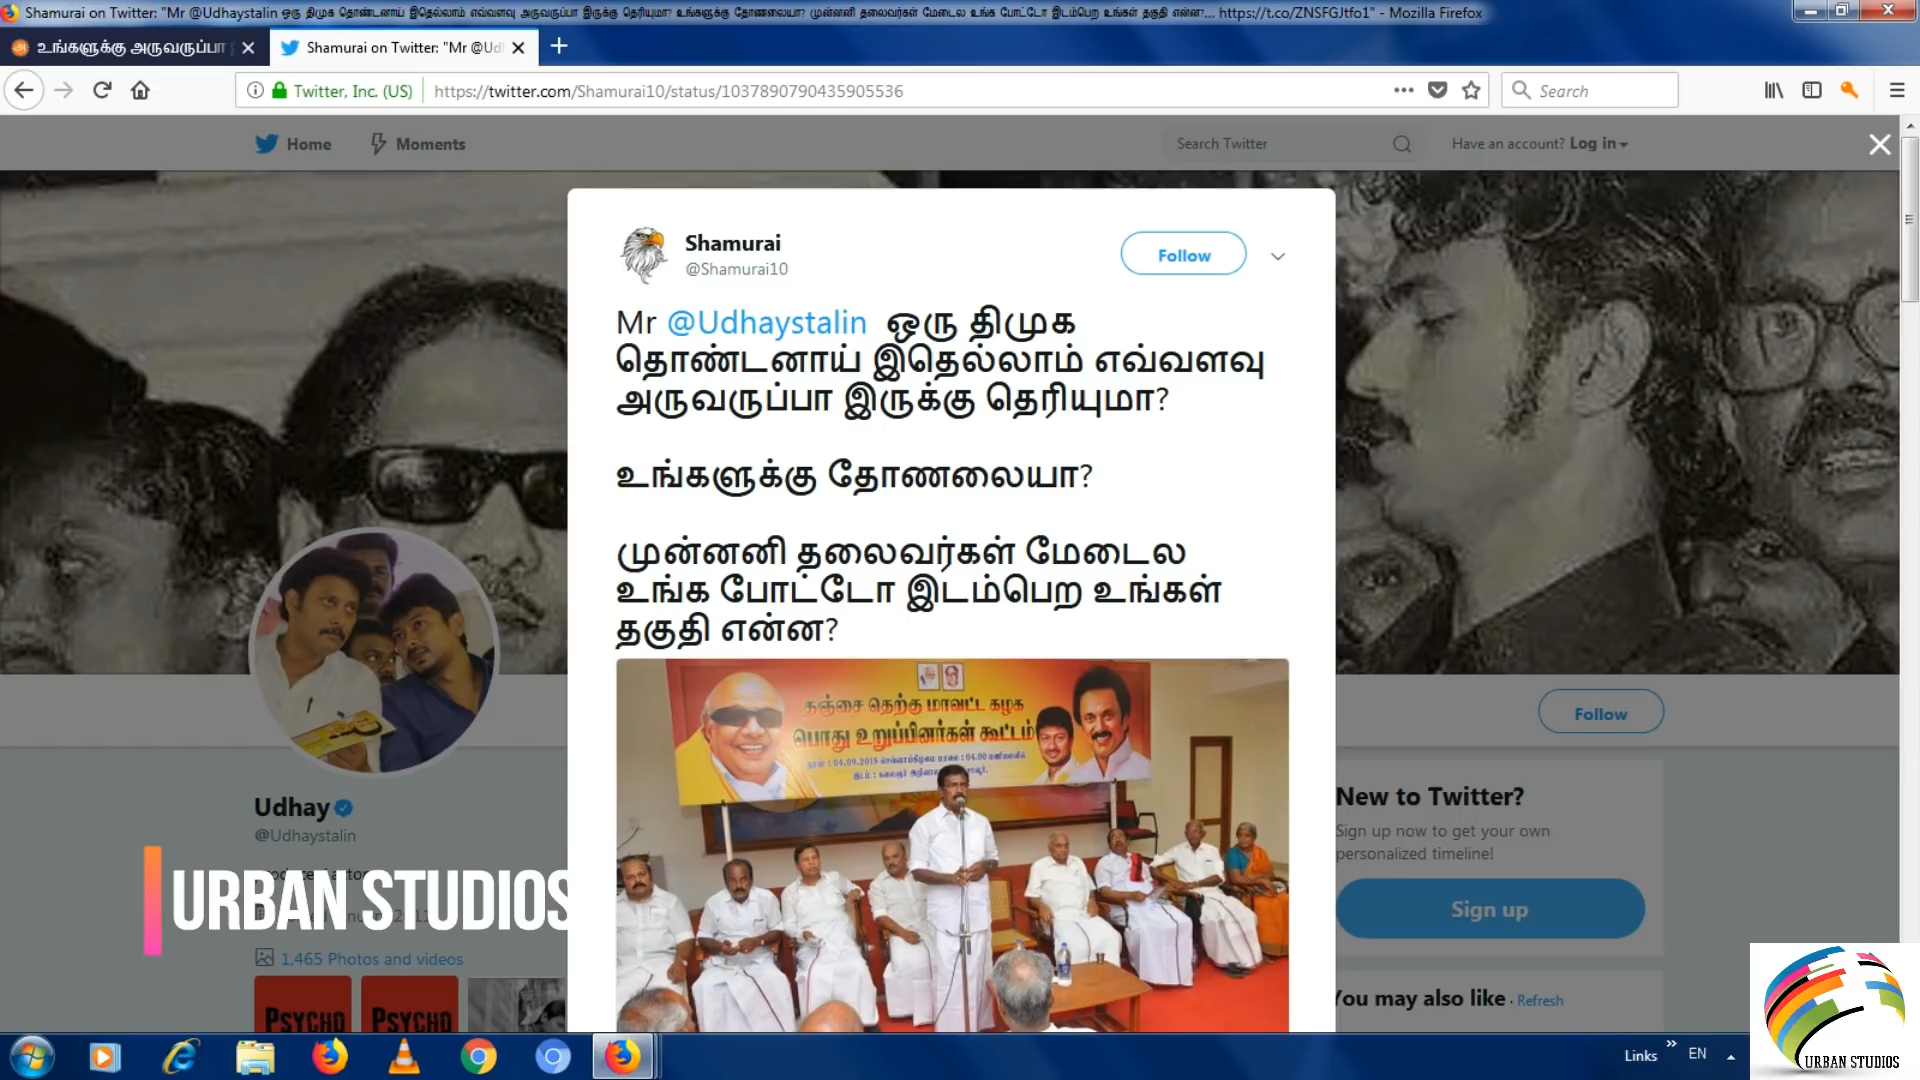 Shamurai on Twitter: "Mr @Udhaystalin ஒரு திமுக தொண்டனாய் இதெல்லாம் எவ்வளவு அருவருப்பா இருக்கு தெரியுமா? உங்களுக்கு தோணலையா? முன்னனி தலைவர்கள் மேடைல உங்க போட்டோ இடம்பெற உங்கள் தகுதி என்ன?... https://t.co/ZNSFGJtfo1" - Mozilla Firefox
உங்களுக்கு அருவருப்பா
Shamurai on Twitter: "Mr @Ud
Twitter, Inc. (US)
https://twitter.com/Shamurai10/status/1037890790435905536
Search
Home
Moments
Search Twitter
Have an account? Log in
Shamurai
@Shamurai10
Follow
Mr @Udhaystalin ஒரு திமுக
தொண்டனாய் இதெல்லாம் எவ்வளவு
அருவருப்பா இருக்கு தெரியுமா?
உங்களுக்கு தோணலையா?
முன்னனி தலைவர்கள் மேடைல
உங்க போட்டோ இடம்பெற உங்கள்
தகுதி என்ன?
தஞ்சை தெற்கு மாவட்ட கழக
பொது உறுப்பினர்கள் கூட்டம்
Follow
Udhay
@Udhaystalin
URBAN STUDIOS
1,465 Photos and videos
PSYCHO
PSYCHO
New to Twitter?
Sign up now to get your own
personalized timeline!
Sign up
You may also like · Refresh
Links
EN
URBAN STUDIOS